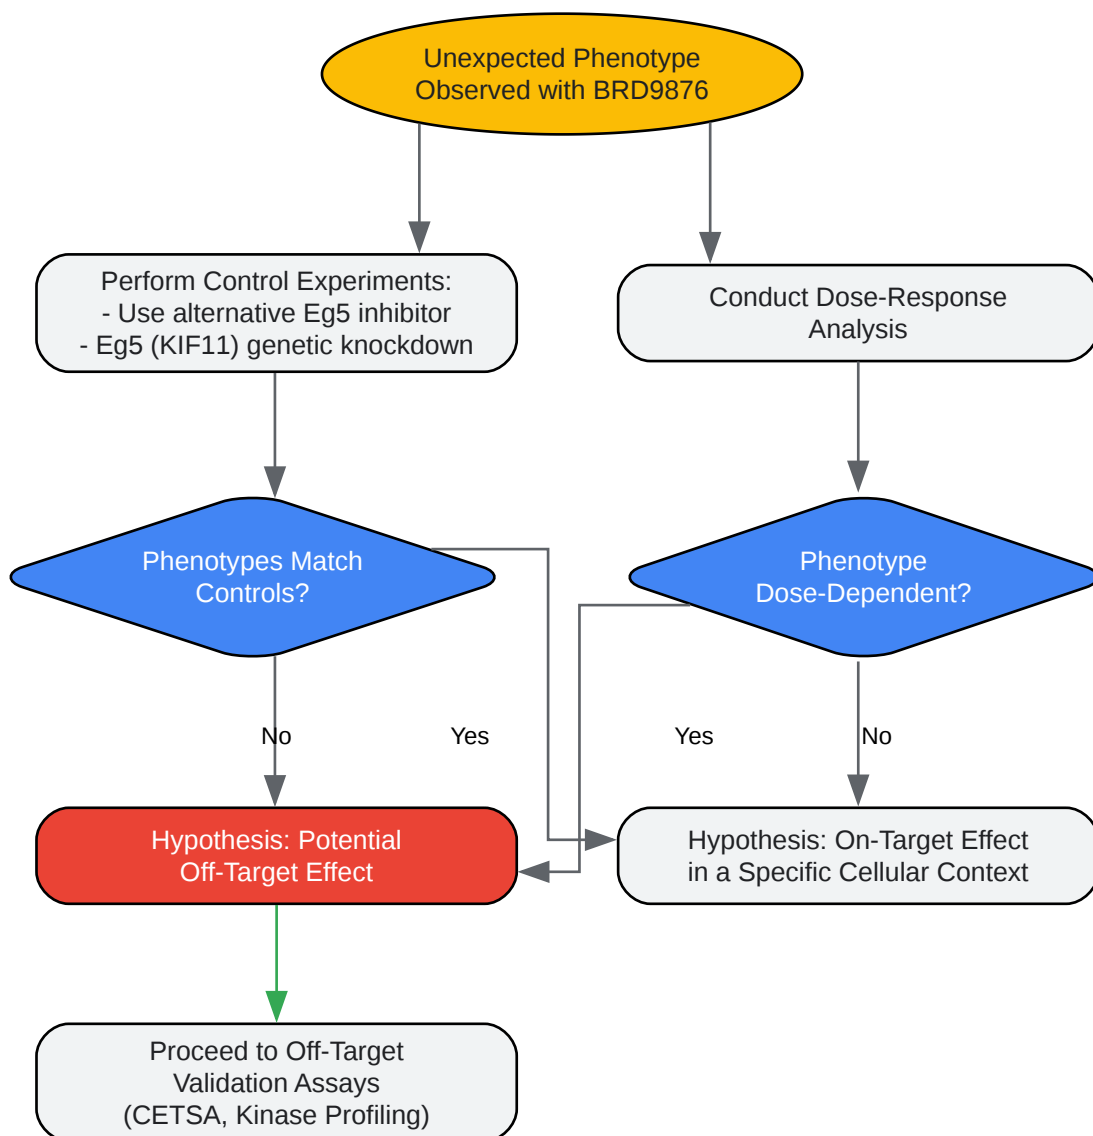 Unexpected Phenotype
Observed with BRD9876
Perform Control Experiments:
- Use alternative Eg5 inhibitor
- Eg5 (KIF11) genetic knockdown
Conduct Dose-Response
Analysis
Phenotypes Match
Controls?
Phenotype
Dose-Dependent?
No
Yes
Yes
No
Hypothesis: Potential
Off-Target Effect
Hypothesis: On-Target Effect
in a Specific Cellular Context
Proceed to Off-Target
Validation Assays
(CETSA, Kinase Profiling)